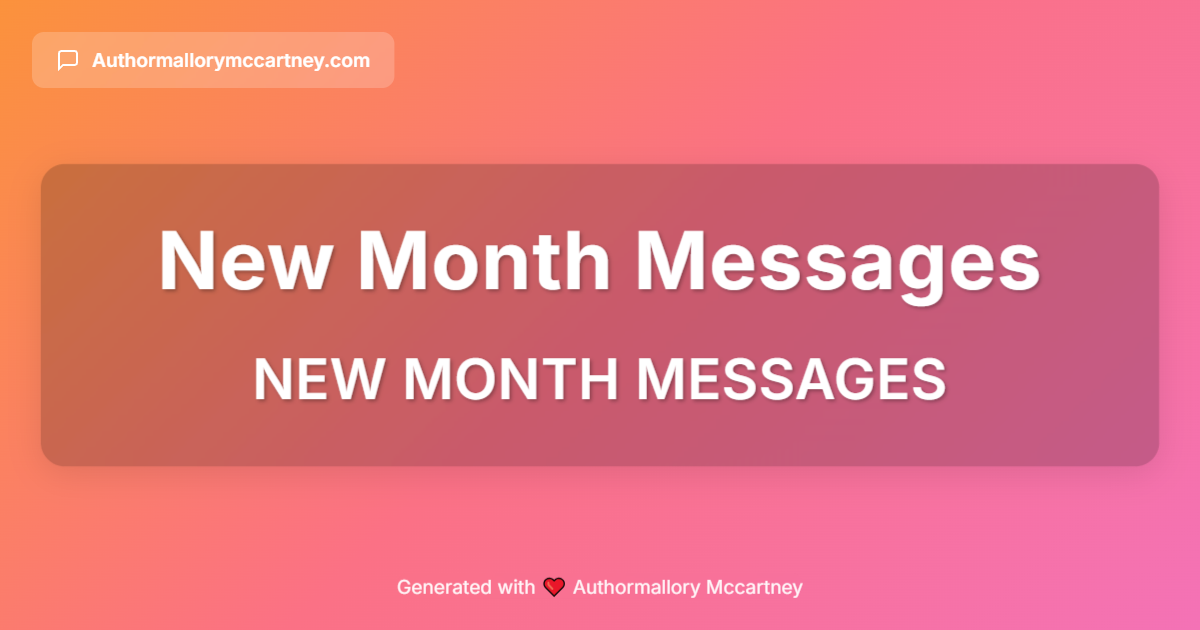 Authormallorymccartney.com
New Month Messages
NEW MONTH MESSAGES
Generated with ❤️ Authormallory Mccartney